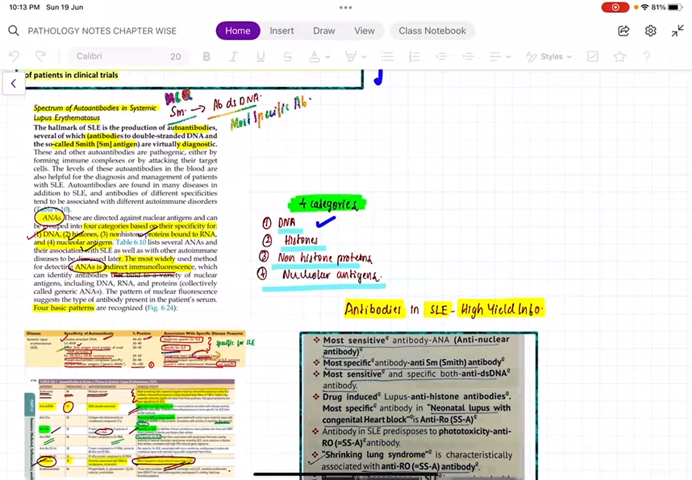 10:13 PM Sun 19 Jun
81%
PATHOLOGY NOTES CHAPTER WISE
Home Insert Draw View Class Notebook
Calibri 20
Styles
of patients in clinical trials
MCQ
Sm → Ab dsDNA
Most Specific Ab.
Spectrum of Autoantibodies in Systemic
Lupus Erythematosus
The hallmark of SLE is the production of autoantibodies,
several of which (antibodies to double-stranded DNA and
the so-called Smith [Sm] antigen) are virtually diagnostic.
These and other autoantibodies are pathogenic, either by
forming immune complexes or by attacking their target
cells. The levels of these autoantibodies in the blood are
also helpful for the diagnosis and management of patients
with SLE. Autoantibodies are found in many diseases in
addition to SLE, and antibodies of different specificities
tend to be associated with different autoimmune disorders
(Table 6.10).
ANAs. These are directed against nuclear antigens and can
be grouped into four categories based on their specificity for
(1) DNA, (2) histones, (3) nonhistone proteins bound to RNA,
and (4) nucleolar antigens. Table 6.10 lists several ANAs and
their association with SLE as well as with other autoimmune
diseases to be discussed later. The most widely used method
for detecting ANAs is indirect immunofluorescence, which
can identify antibodies that bind to a variety of nuclear
antigens, including DNA, RNA, and proteins (collectively
called generic ANAs). The pattern of nuclear fluorescence
suggests the type of antibody present in the patient's serum.
Four basic patterns are recognized (Fig. 6.24):
4 categories
① DNA
② Histones
③ Non histone proteins
④ Nucleolar antigens
Antibodies In SLE - High Yield Info
Most sensitive antibody-ANA (Anti-nuclear
antibody)
Most specific antibody-anti Sm (Smith) antibody
Most sensitive and specific both-anti-dsDNA
antibody.
Drug induced Lupus-anti-histone antibodies.
Most specific antibody in "Neonatal lupus with
congenital Heart block" is Anti-Ro (SS-A)
Antibody in SLE predisposes to phototoxicity-anti-
RO (=SS-A) antibody.
"Shrinking lung syndrome" is characteristically
associated with anti-RO (=SS-A) antibody.
Disease Specificity of Autoantibody % Positive Association With Specific Disease Features
specific for SLE